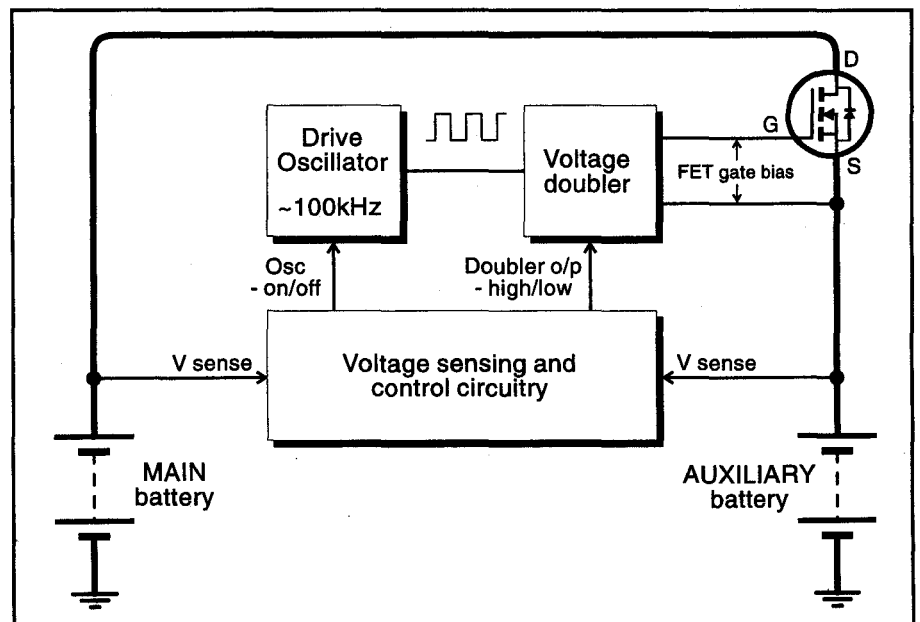 D
G
S
Drive
Oscillator
~100kHz
Voltage
doubler
FET gate bias
Osc
- on/off
Doubler o/p
- high/low
V sense
Voltage sensing and
control circuitry
V sense
MAIN
battery
AUXILIARY
battery